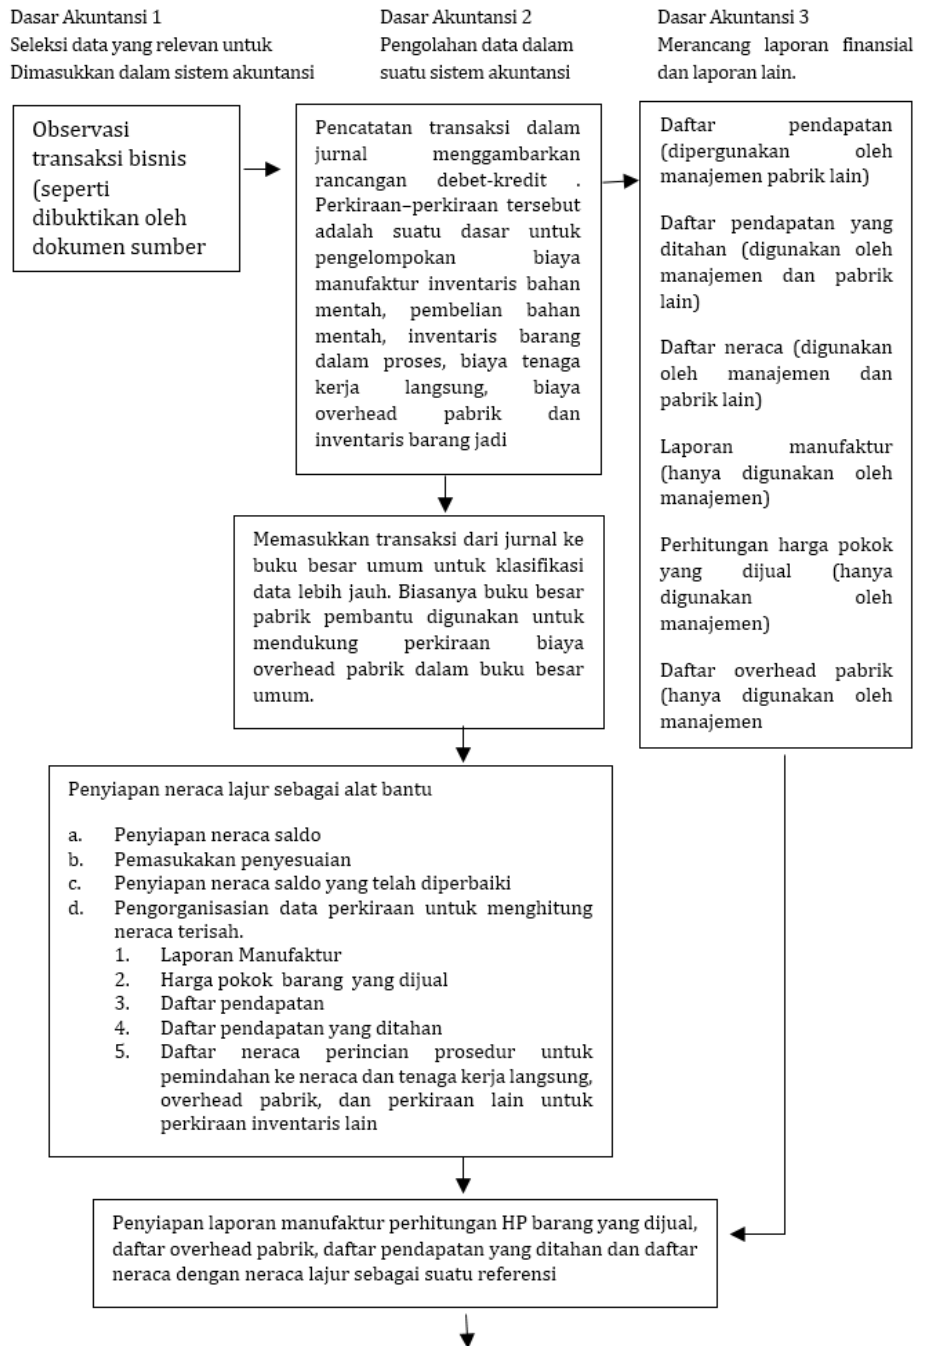 Dasar Akuntansi 1
Seleksi data yang relevan untuk
Dimasukkan dalam sistem akuntansi
Dasar Akuntansi 2
Pengolahan data dalam
suatu sistem akuntansi
Dasar Akuntansi 3
Merancang laporan finansial
dan laporan lain.
Observasi
transaksi bisnis
(seperti
dibuktikan oleh
dokumen sumber
Pencatatan transaksi dalam
jurnal menggambarkan
rancangan debet-kredit .
Perkiraan–perkiraan tersebut
adalah suatu dasar untuk
pengelompokan biaya
manufaktur inventaris bahan
mentah, pembelian bahan
mentah, inventaris barang
dalam proses, biaya tenaga
kerja langsung, biaya
overhead pabrik dan
inventaris barang jadi
Daftar pendapatan
(dipergunakan oleh
manajemen pabrik lain)
Daftar pendapatan yang
ditahan (digunakan oleh
manajemen dan pabrik
lain)
Daftar neraca (digunakan
oleh manajemen dan
pabrik lain)
Laporan manufaktur
(hanya digunakan oleh
manajemen)
Perhitungan harga pokok
yang dijual (hanya
digunakan oleh
manajemen)
Daftar overhead pabrik
(hanya digunakan oleh
manajemen
Memasukkan transaksi dari jurnal ke
buku besar umum untuk klasifikasi
data lebih jauh. Biasanya buku besar
pabrik pembantu digunakan untuk
mendukung perkiraan biaya
overhead pabrik dalam buku besar
umum.
Penyiapan neraca lajur sebagai alat bantu
a. Penyiapan neraca saldo
b. Pemasukakan penyesuaian
c. Penyiapan neraca saldo yang telah diperbaiki
d. Pengorganisasian data perkiraan untuk menghitung
neraca terisah.
1. Laporan Manufaktur
2. Harga pokok barang yang dijual
3. Daftar pendapatan
4. Daftar pendapatan yang ditahan
5. Daftar neraca perincian prosedur untuk
pemindahan ke neraca dan tenaga kerja langsung,
overhead pabrik, dan perkiraan lain untuk
perkiraan inventaris lain
Penyiapan laporan manufaktur perhitungan HP barang yang dijual,
daftar overhead pabrik, daftar pendapatan yang ditahan dan daftar
neraca dengan neraca lajur sebagai suatu referensi